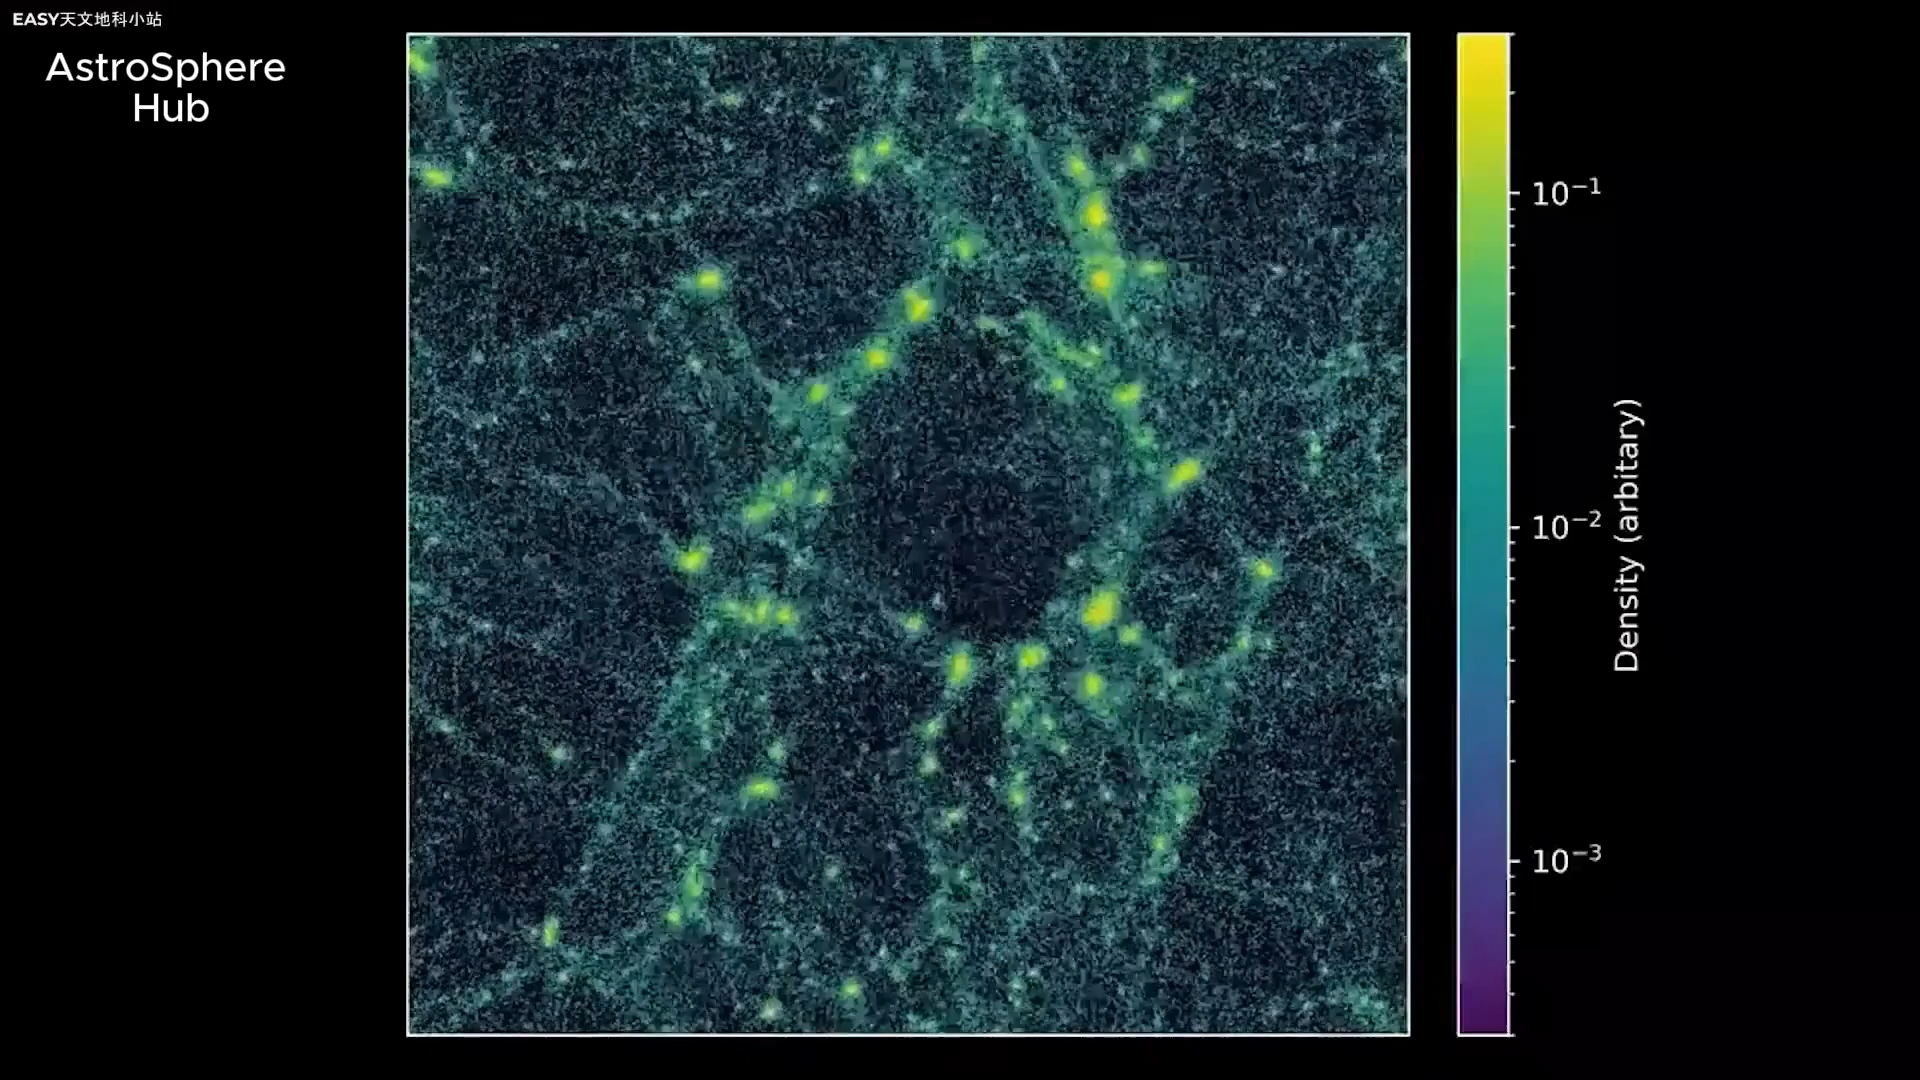 EASY天文地科小站
AstroSphere
Hub
10⁻¹
10⁻²
10⁻³
Density (arbitary)